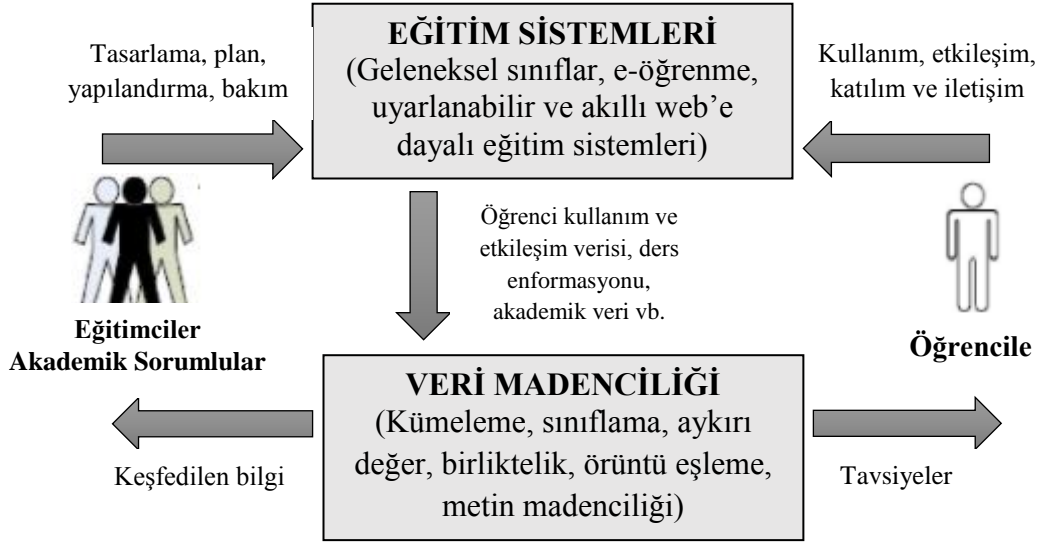 EĞİTİM SİSTEMLERİ
(Geleneksel sınıflar, e-öğrenme,
uyarlanabilir ve akıllı web’e
dayalı eğitim sistemleri)
Tasarlama, plan,
yapılandırma, bakım
Kullanım, etkileşim,
katılım ve iletişim
Öğrenci kullanım ve
etkileşim verisi, ders
enformasyonu,
akademik veri vb.
Eğitimciler
Akademik Sorumlular
Öğrencile
VERİ MADENCİLİĞİ
(Kümeleme, sınıflama, aykırı
değer, birliktelik, örüntü eşleme,
metin madenciliği)
Keşfedilen bilgi
Tavsiyeler